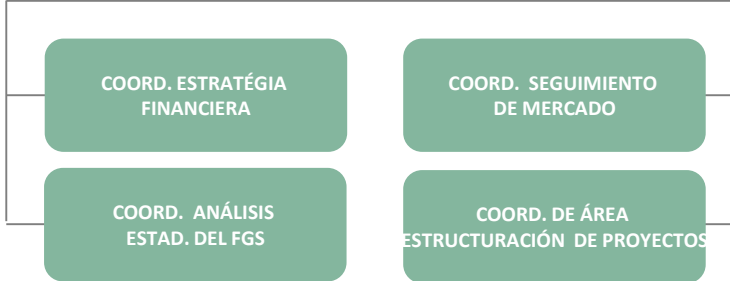 COORD. ESTRATÉGIA
FINANCIERA
COORD. SEGUIMIENTO
DE MERCADO
COORD. ANÁLISIS
ESTAD. DEL FGS
COORD. DE ÁREA
ESTRUCTURACIÓN DE PROYECTOS